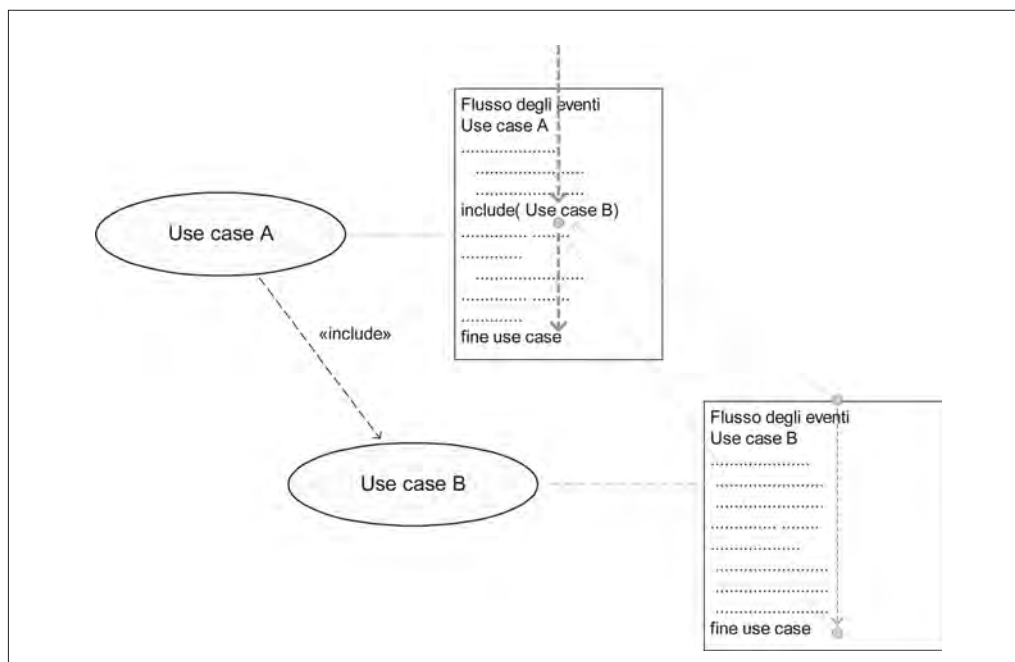 Flusso degli eventi
Use case A
include( Use case B)
fine use case
Use case A
«include»
Use case B
Flusso degli eventi
Use case B
fine use case